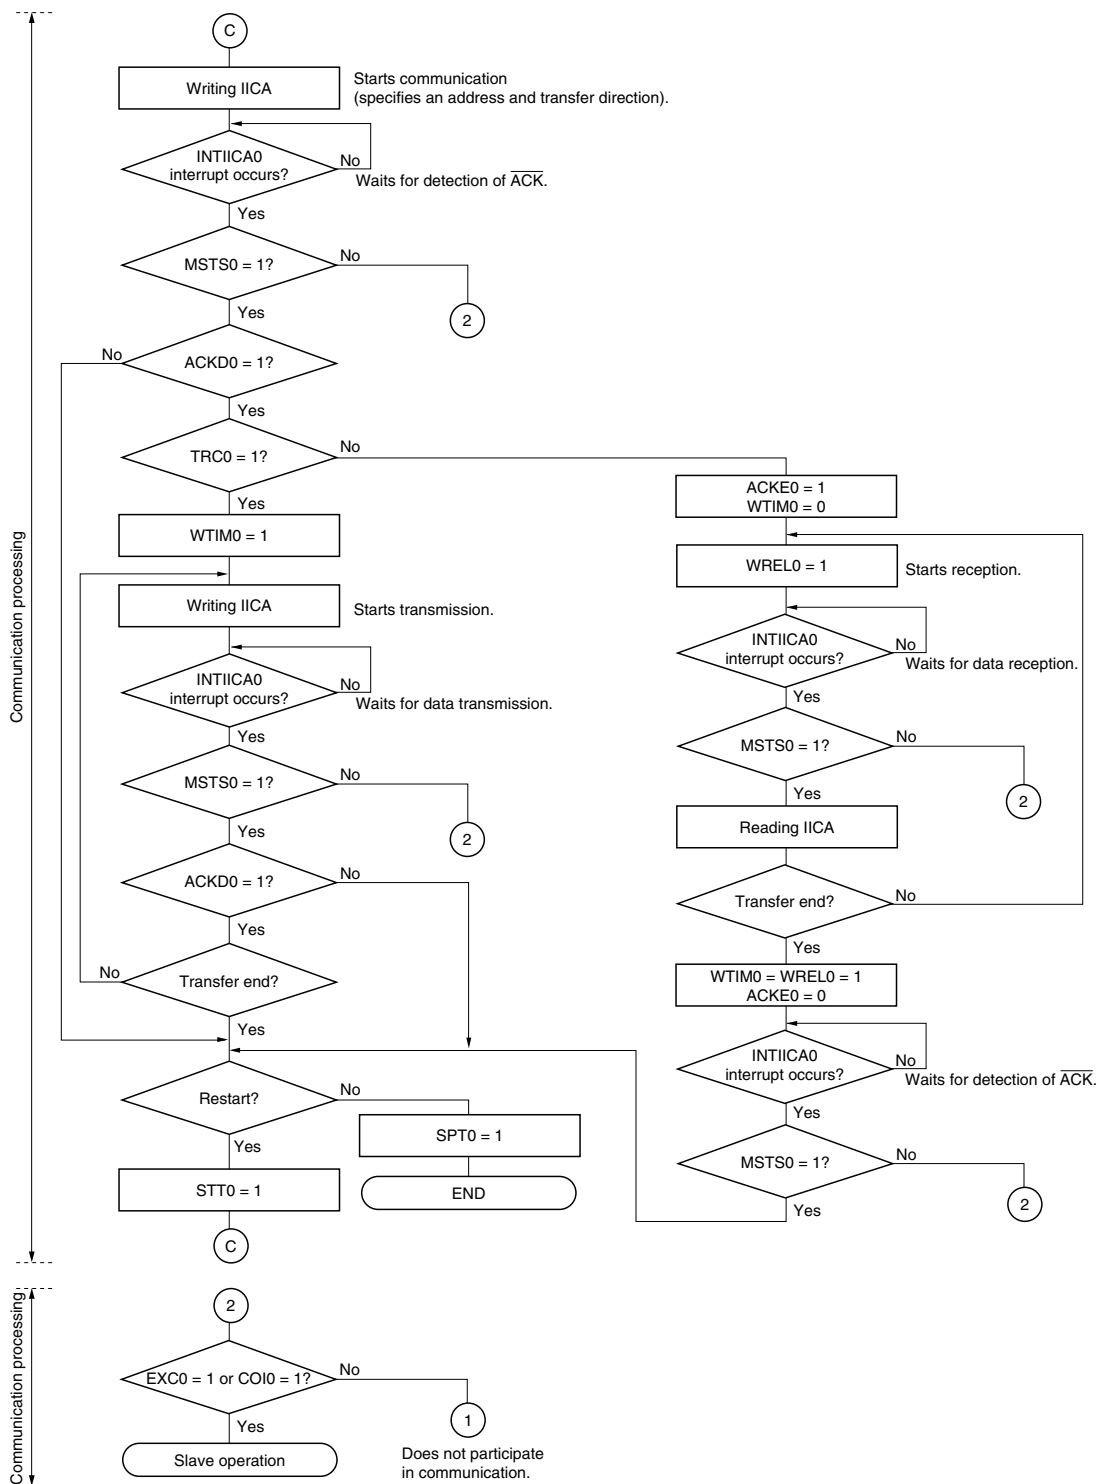 C
Writing IICA
Starts communication
(specifies an address and transfer direction).
INTIICA0
interrupt occurs?
No
Waits for detection of ACK.
Yes
MSTS0 = 1?
No
2
Yes
No
ACKD0 = 1?
Yes
TRC0 = 1?
No
Yes
WTIM0 = 1
Writing IICA
Starts transmission.
INTIICA0
interrupt occurs?
No
Waits for data transmission.
Yes
MSTS0 = 1?
No
2
Yes
ACKD0 = 1?
No
Yes
No
Transfer end?
Yes
Restart?
No
SPT0 = 1
END
Yes
STT0 = 1
C
ACKE0 = 1
WTIM0 = 0
WREL0 = 1
Starts reception.
INTIICA0
interrupt occurs?
No
Waits for data reception.
Yes
MSTS0 = 1?
No
2
Yes
Reading IICA
Transfer end?
No
Yes
WTIM0 = WREL0 = 1
ACKE0 = 0
INTIICA0
interrupt occurs?
No
Waits for detection of ACK.
Yes
MSTS0 = 1?
No
2
Yes
Communication processing
2
EXC0 = 1 or COI0 = 1?
No
1
Does not participate
in communication.
Yes
Slave operation
Communication processing